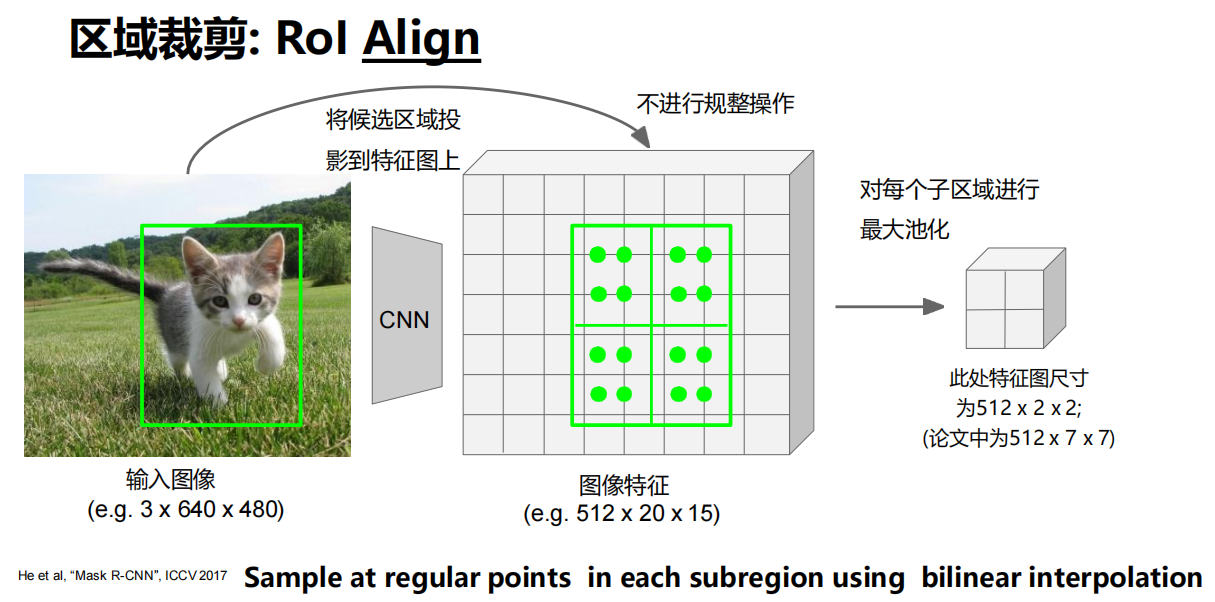 区域裁剪: RoI Align
将候选区域投
影到特征图上
不进行规整操作
对每个子区域进行
最大池化
CNN
此处特征图尺寸
为512 x 2 x 2;
(论文中为512 x 7 x 7)
输入图像
(e.g. 3 x 640 x 480)
图像特征
(e.g. 512 x 20 x 15)
He et al, “Mask R-CNN”, ICCV 2017
Sample at regular points in each subregion using bilinear interpolation